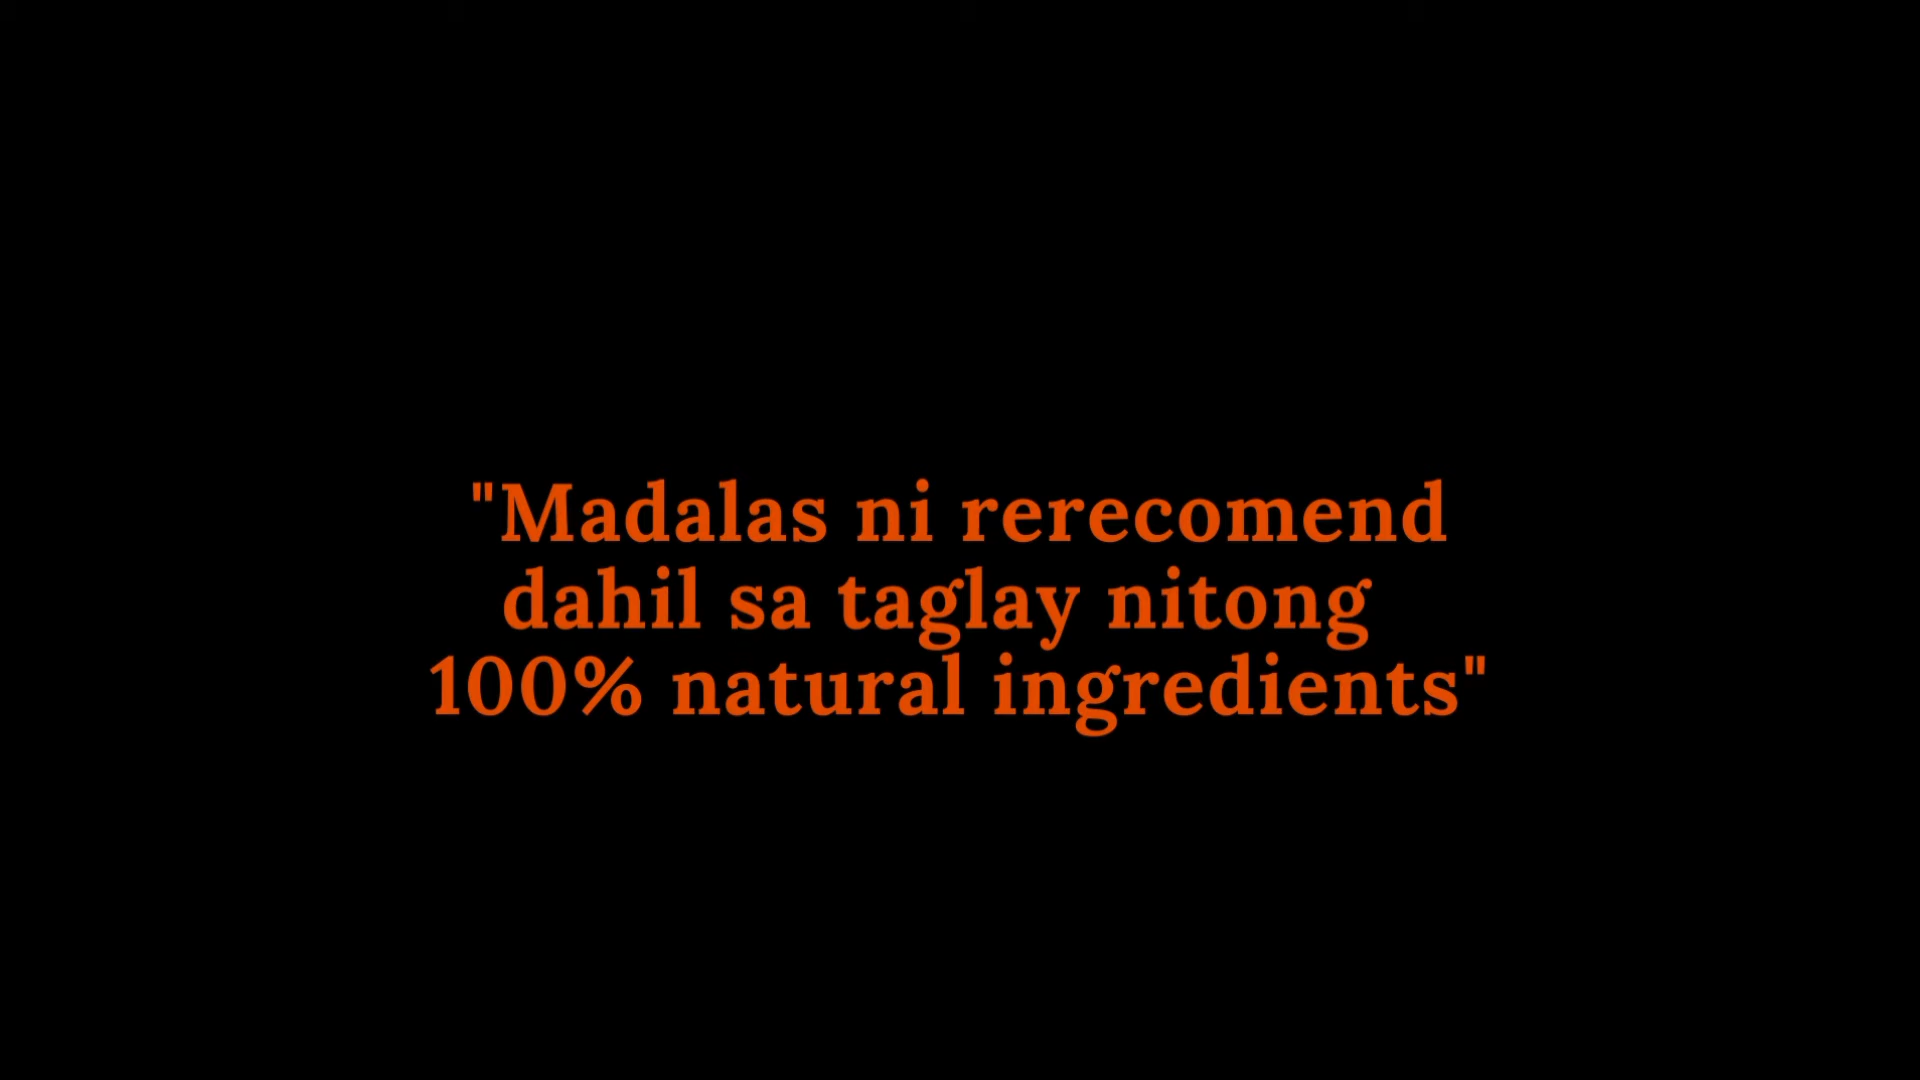 "Madalas ni rerecomend
dahil sa taglay nitong
100% natural ingredients"